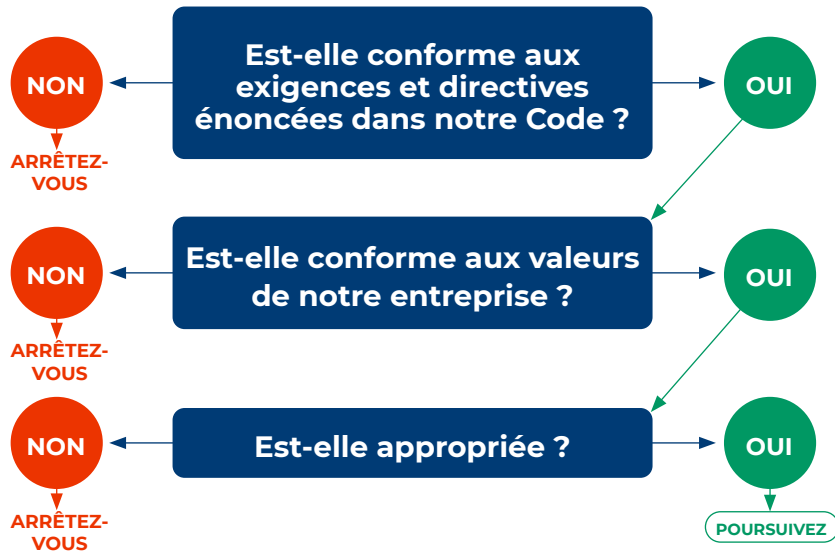 Est-elle conforme aux
exigences et directives
énoncées dans notre Code ?
NON
OUI
ARRÊTEZ-
VOUS
Est-elle conforme aux valeurs
de notre entreprise ?
NON
OUI
ARRÊTEZ-
VOUS
Est-elle appropriée ?
NON
OUI
ARRÊTEZ-
VOUS
POURSUIVEZ